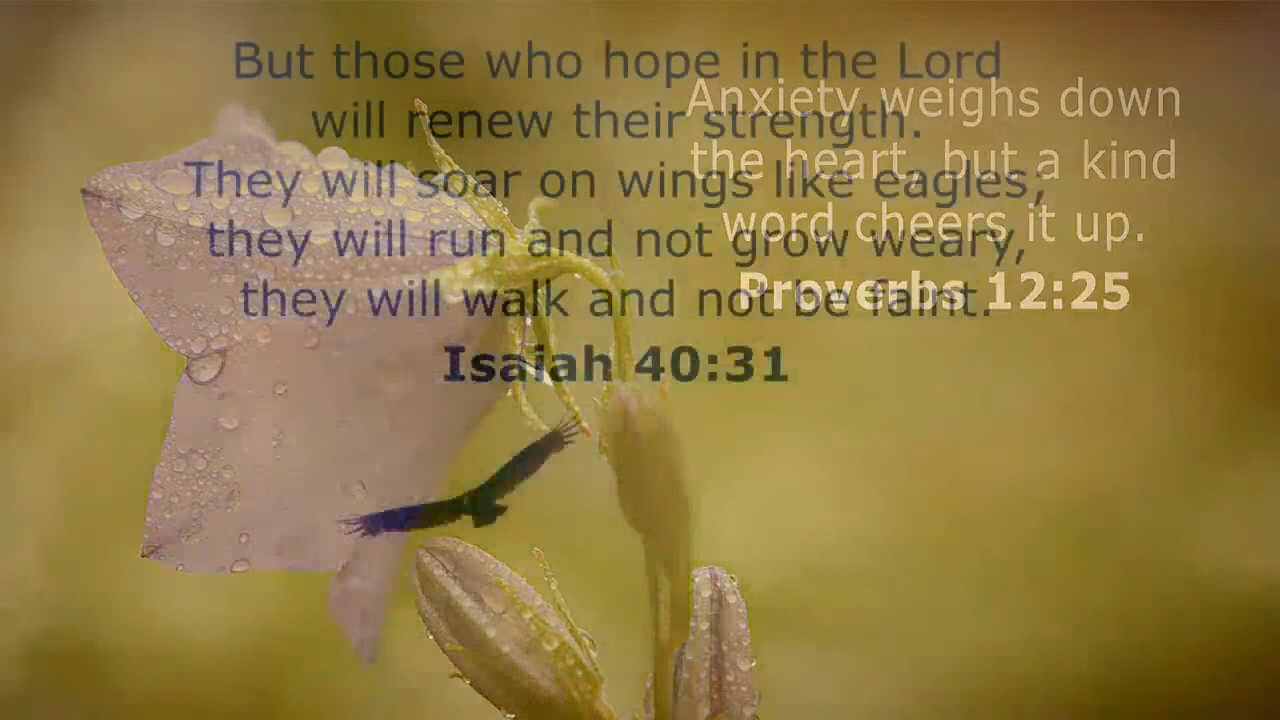 But those who hope in the Lord
will renew their strength.
They will soar on wings like eagles;
they will run and not grow weary,
they will walk and not be faint.
Isaiah 40:31
Anxiety weighs down
the heart, but a kind
word cheers it up.
Proverbs 12:25